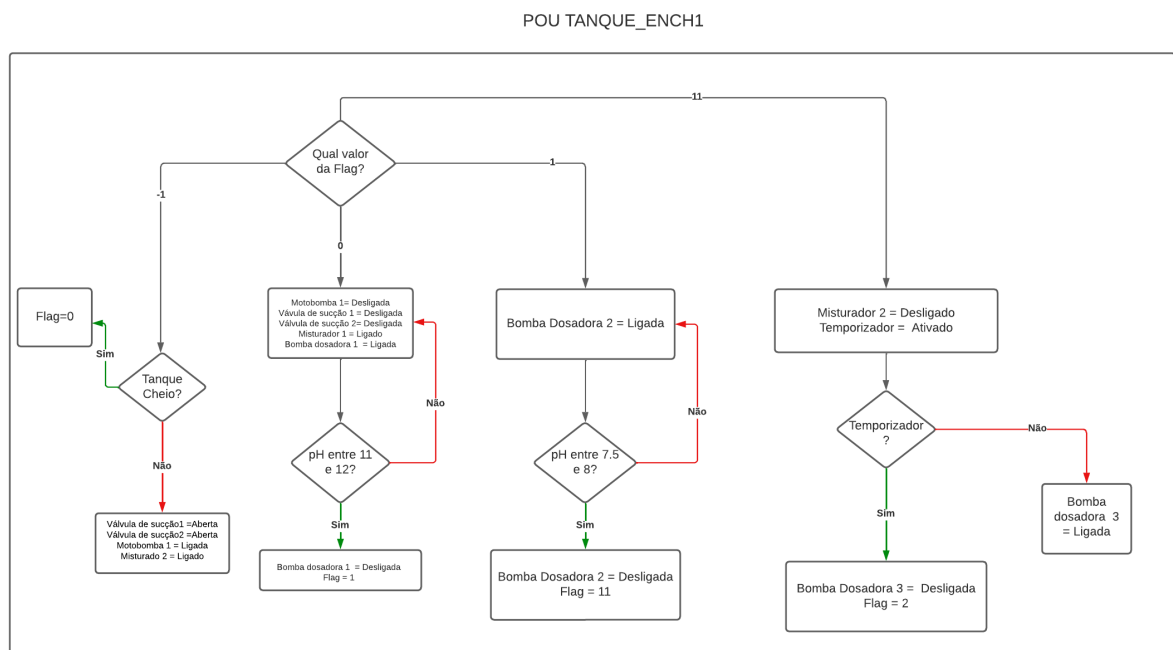 POU TANQUE_ENCH1
11
Qual valor
da Flag?
1
-1
0
Flag=0
Sim
Tanque
Cheio?
Não
Válvula de sucção1 =Aberta
Válvula de sucção2 =Aberta
Motobomba 1 = Ligada
Misturado 2 = Ligado
Motobomba 1= Desligada
Vávula de sucção 1 = Desligada
Válvula de sucção 2= Desligada
Misturador 1 = Ligado
Bomba dosadora 1 = Ligada
Não
pH entre 11
e 12?
Sim
Bomba dosadora 1 = Desligada
Flag = 1
Bomba Dosadora 2 = Ligada
Não
pH entre 7.5
e 8?
Sim
Bomba Dosadora 2 = Desligada
Flag = 11
Misturador 2 = Desligado
Temporizador = Ativado
Temporizador
?
Não
Sim
Bomba
dosadora 3
= Ligada
Bomba Dosadora 3 = Desligada
Flag = 2